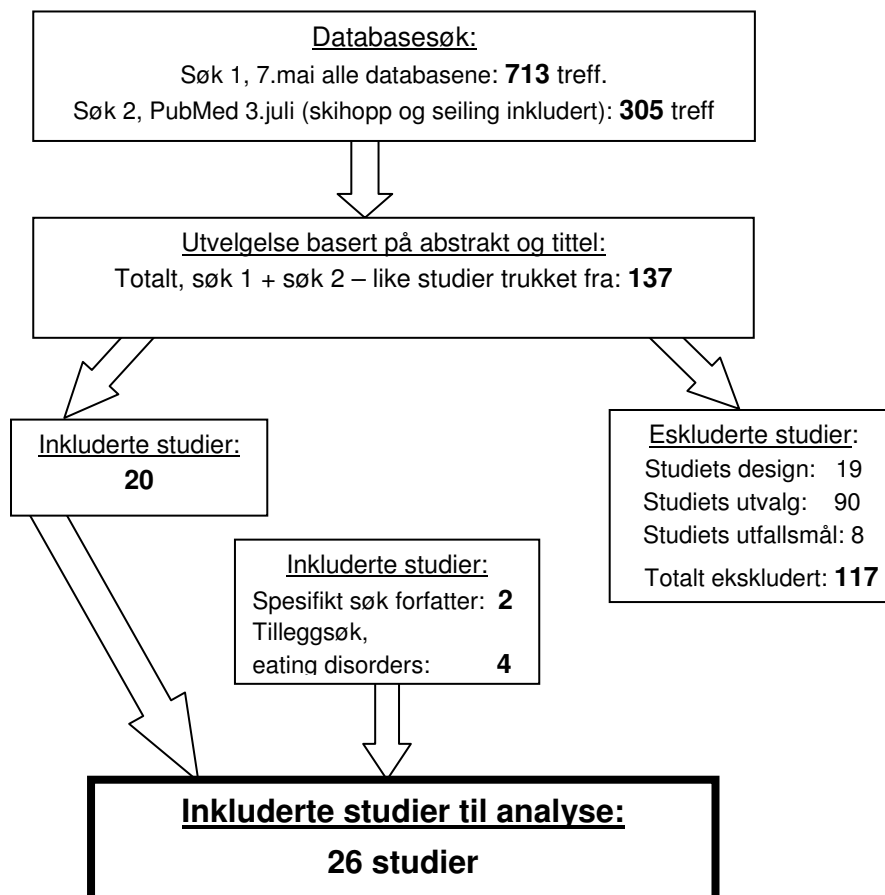 Databasesøk:
Søk 1, 7.mai alle databasene: 713 treff.
Søk 2, PubMed 3.juli (skihopp og seiling inkludert): 305 treff
Utvelgelse basert på abstrakt og tittel:
Totalt, søk 1 + søk 2 – like studier trukket fra: 137
Inkluderte studier:
20
Eskluderte studier:
Studiets design: 19
Studiets utvalg: 90
Studiets utfallsmål: 8
Totalt ekskludert: 117
Inkluderte studier:
Spesifikt søk forfatter: 2
Tilleggsøk,
eating disorders: 4
Inkluderte studier til analyse:
26 studier